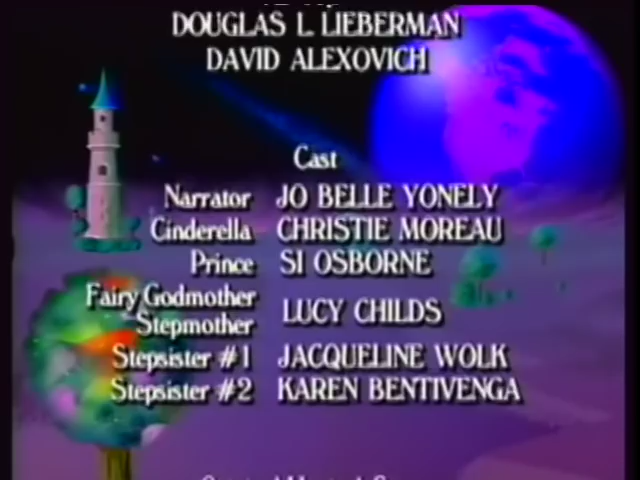 DOUGLAS L. LIEBERMAN
DAVID ALEXOVICH
Cast
Narrator JO BELLE YONELY
Cinderella CHRISTIE MOREAU
Prince SI OSBORNE
Fairy Godmother
Stepmother LUCY CHILDS
Stepsister #1 JACQUELINE WOLK
Stepsister #2 KAREN BENTIVENGA